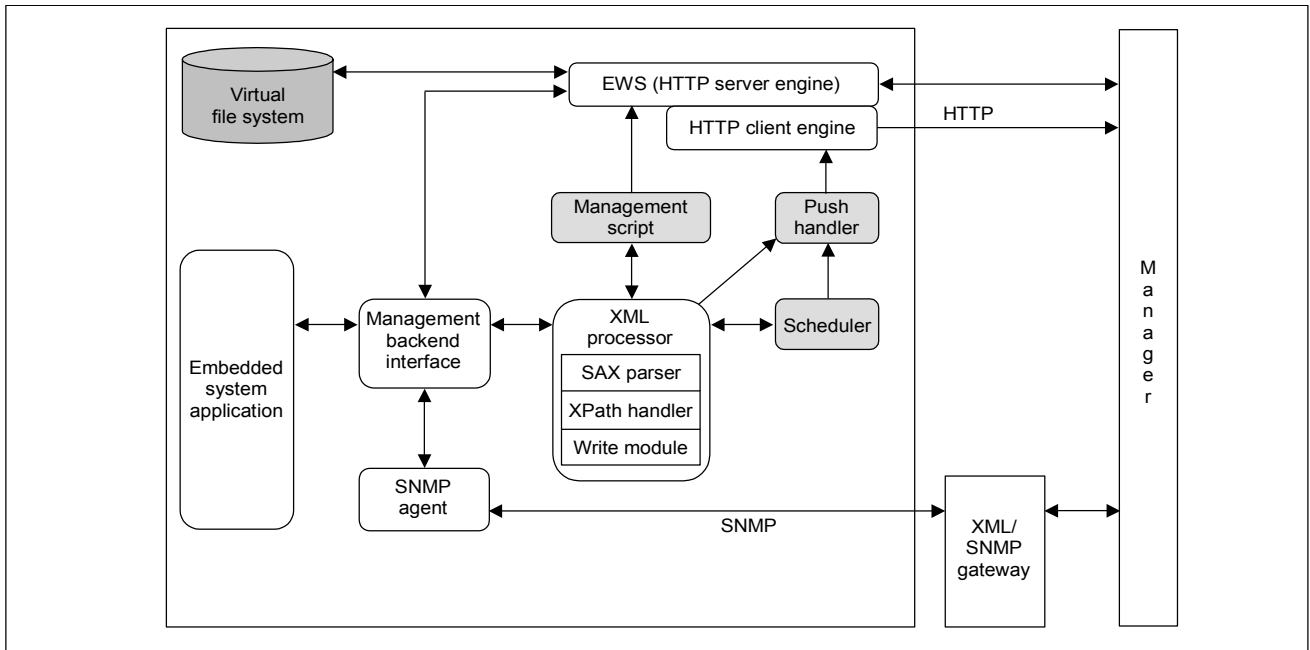 Virtual
file system
EWS (HTTP server engine)
HTTP client engine
HTTP
Management
script
Push
handler
Embedded
system
application
Management
backend
interface
XML
processor
SAX parser
XPath handler
Write module
Scheduler
SNMP
agent
SNMP
XML/
SNMP
gateway
M
a
n
a
g
e
r